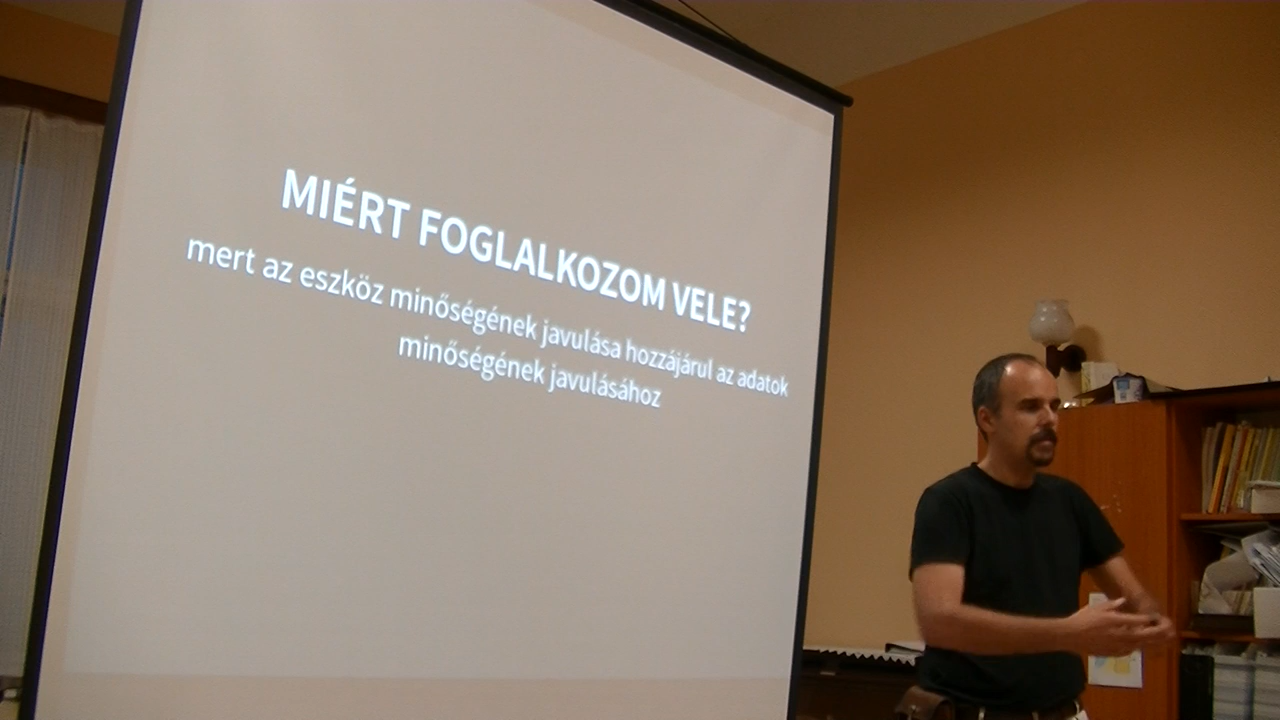 MIÉRT FOGLALKOZOM VELE?
mert az eszköz minőségének javulása hozzájárul az adatok
minőségének javulásához